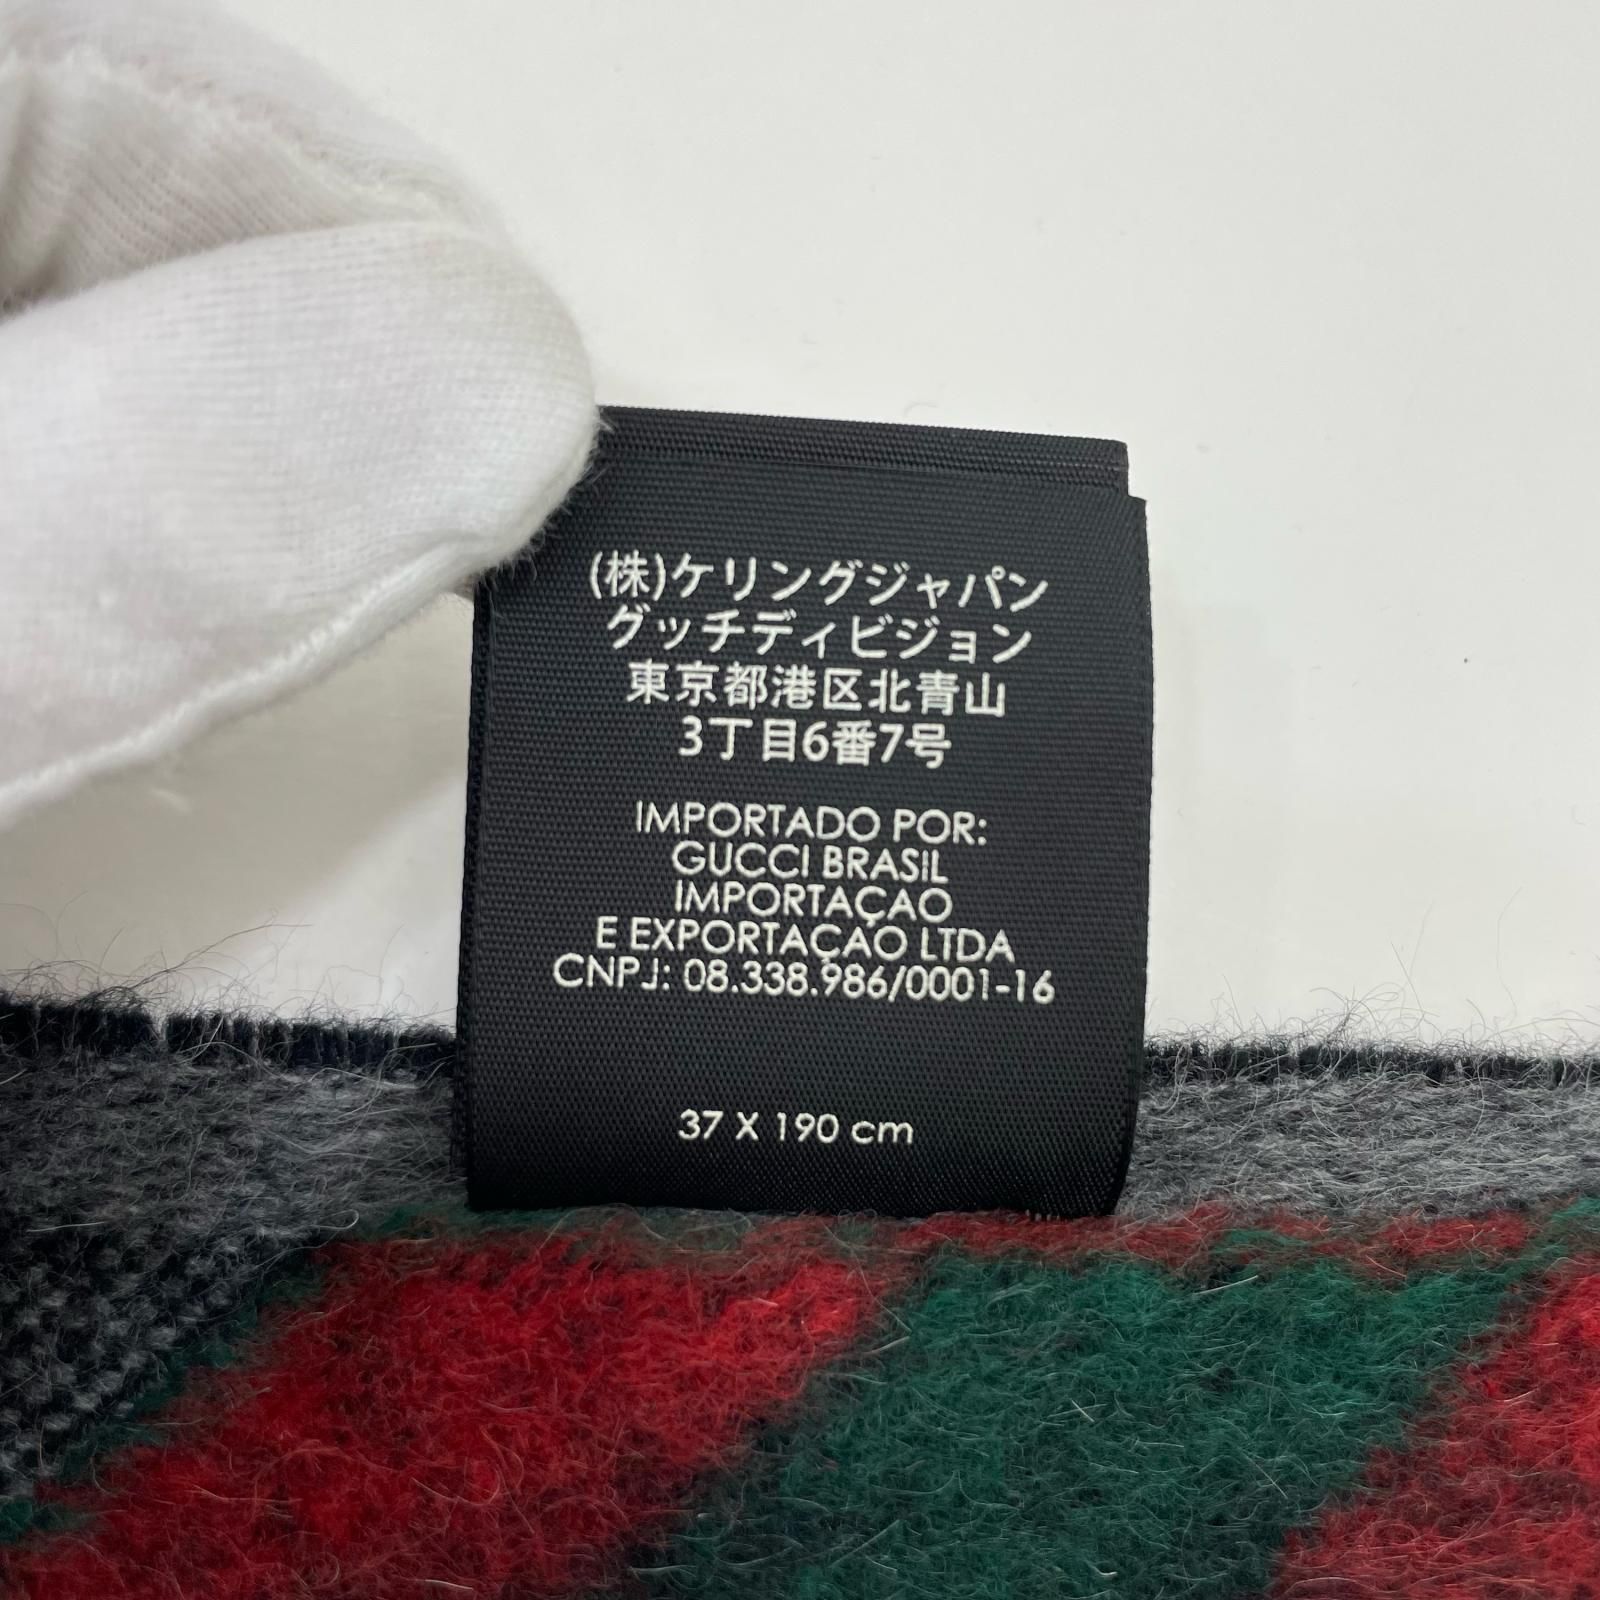 (株)ケリングジャパン
グッチディビジョン
東京都港区北青山
3丁目6番7号
IMPORTADO POR:
GUCCI BRASIL
IMPORTAÇAO
E EXPORTAÇAO LTDA
CNPJ: 08.338.986/0001-16
37 X 190 cm